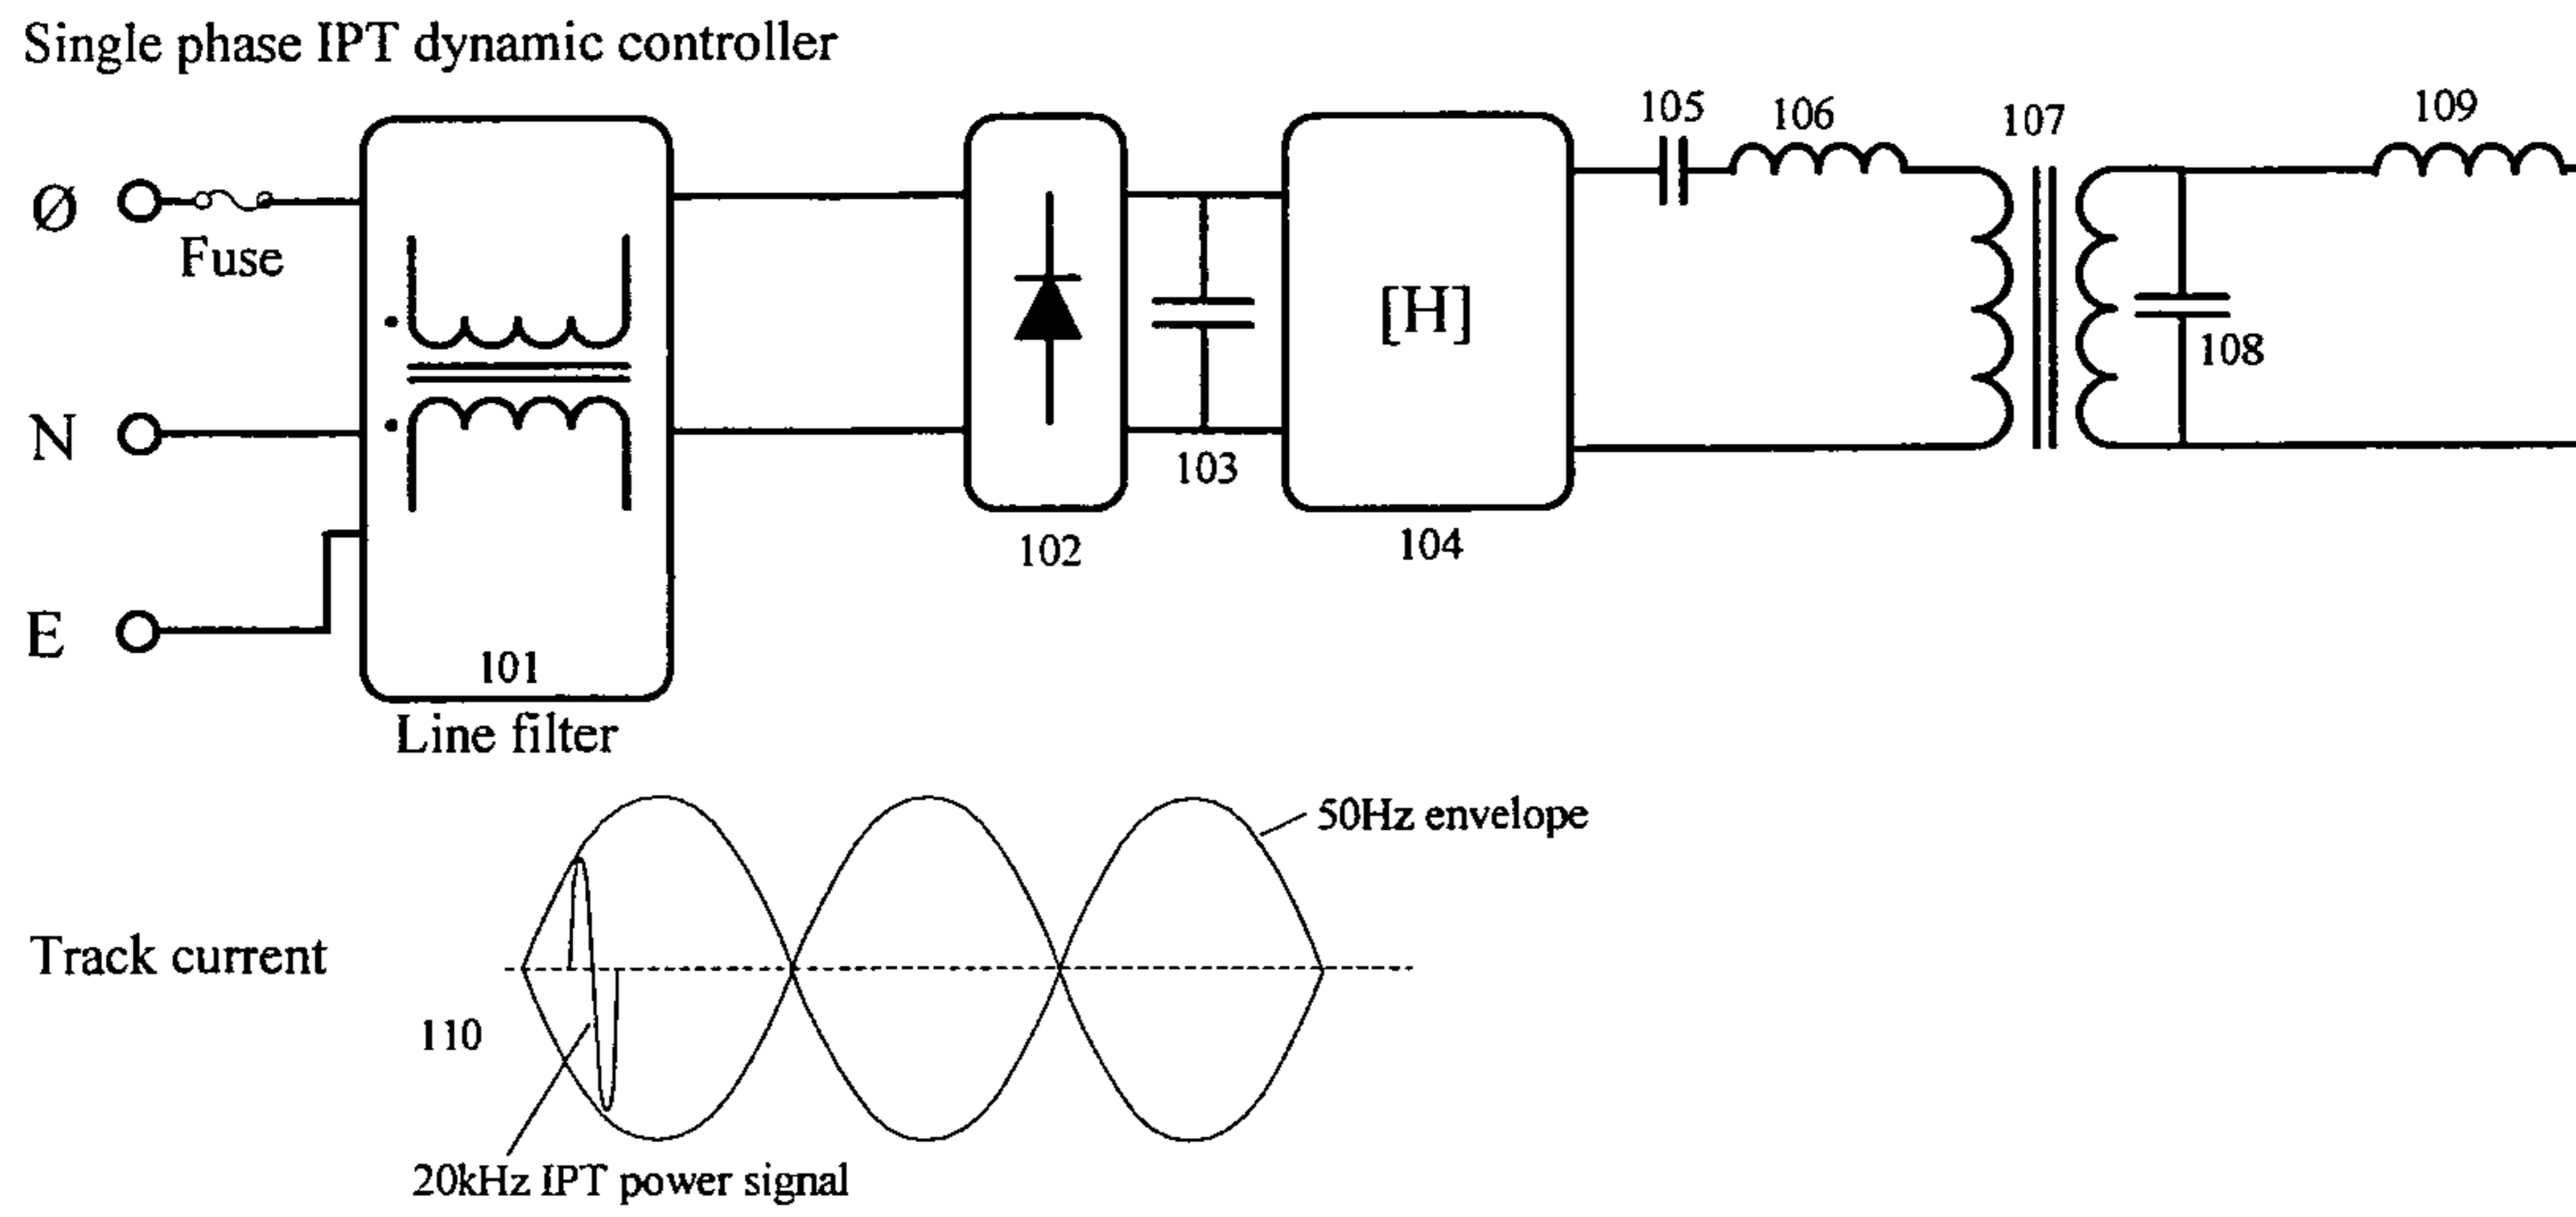 Single phase IPT dynamic controller
105
106
107
109
Ø
Fuse
[H]
108
N
103
102
104
E
101
Line filter
50Hz envelope
Track current
110
20kHz IPT power signal